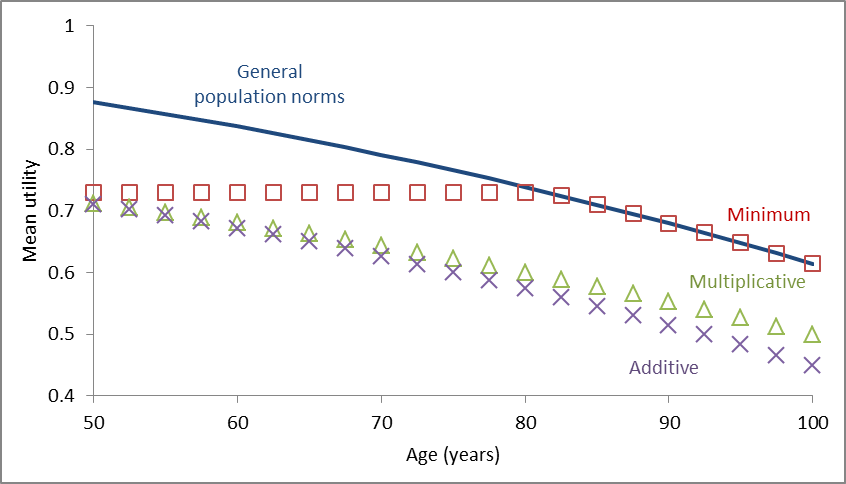 1
0.9
0.8
0.7
0.6
0.5
0.4
Mean utility
General
population norms
Minimum
Multiplicative
Additive
50 60 70 80 90 100
Age (years)